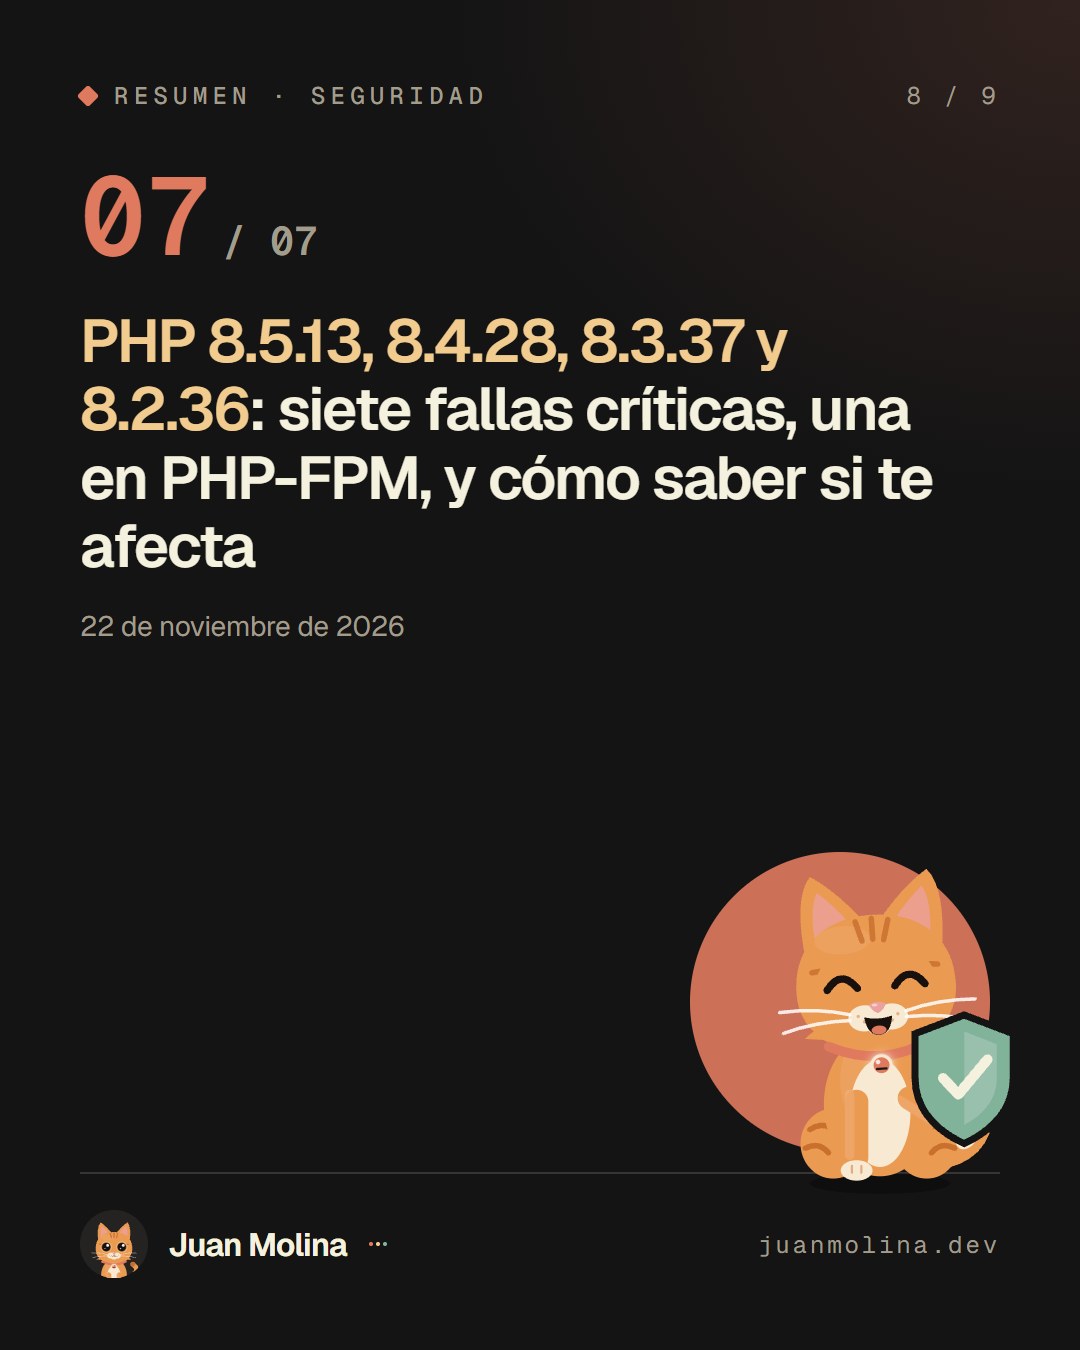 RESUMEN · SEGURIDAD
8 / 9
07 / 07
PHP 8.5.13, 8.4.28, 8.3.37 y
8.2.36: siete fallas críticas, una
en PHP-FPM, y cómo saber si te
afecta
22 de noviembre de 2026
Juan Molina
juanmolina.dev